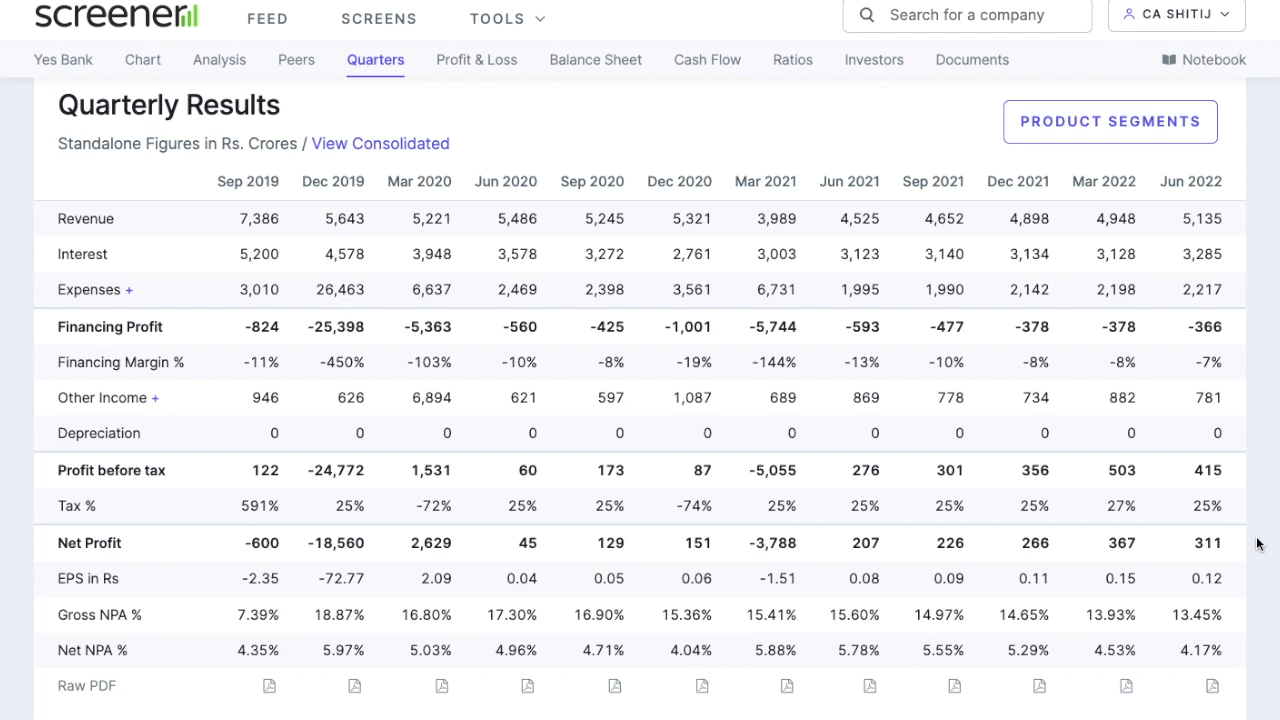 screener
FEED SCREENS TOOLS Search for a company CA SHITIJ
Yes Bank Chart Analysis Peers Quarters Profit & Loss Balance Sheet Cash Flow Ratios Investors Documents Notebook
Quarterly Results
PRODUCT SEGMENTS
Standalone Figures in Rs. Crores / View Consolidated
Sep 2019 Dec 2019 Mar 2020 Jun 2020 Sep 2020 Dec 2020 Mar 2021 Jun 2021 Sep 2021 Dec 2021 Mar 2022 Jun 2022
Revenue 7,386 5,643 5,221 5,486 5,245 5,321 3,989 4,525 4,652 4,898 4,948 5,135
Interest 5,200 4,578 3,948 3,578 3,272 2,761 3,003 3,123 3,140 3,134 3,128 3,285
Expenses + 3,010 26,463 6,637 2,469 2,398 3,561 6,731 1,995 1,990 2,142 2,198 2,217
Financing Profit -824 -25,398 -5,363 -560 -425 -1,001 -5,744 -593 -477 -378 -378 -366
Financing Margin % -11% -450% -103% -10% -8% -19% -144% -13% -10% -8% -8% -7%
Other Income + 946 626 6,894 621 597 1,087 689 869 778 734 882 781
Depreciation 0 0 0 0 0 0 0 0 0 0 0 0
Profit before tax 122 -24,772 1,531 60 173 87 -5,055 276 301 356 503 415
Tax % 591% 25% -72% 25% 25% -74% 25% 25% 25% 25% 27% 25%
Net Profit -600 -18,560 2,629 45 129 151 -3,788 207 226 266 367 311
EPS in Rs -2.35 -72.77 2.09 0.04 0.05 0.06 -1.51 0.08 0.09 0.11 0.15 0.12
Gross NPA % 7.39% 18.87% 16.80% 17.30% 16.90% 15.36% 15.41% 15.60% 14.97% 14.65% 13.93% 13.45%
Net NPA % 4.35% 5.97% 5.03% 4.96% 4.71% 4.04% 5.88% 5.78% 5.55% 5.29% 4.53% 4.17%
Raw PDF